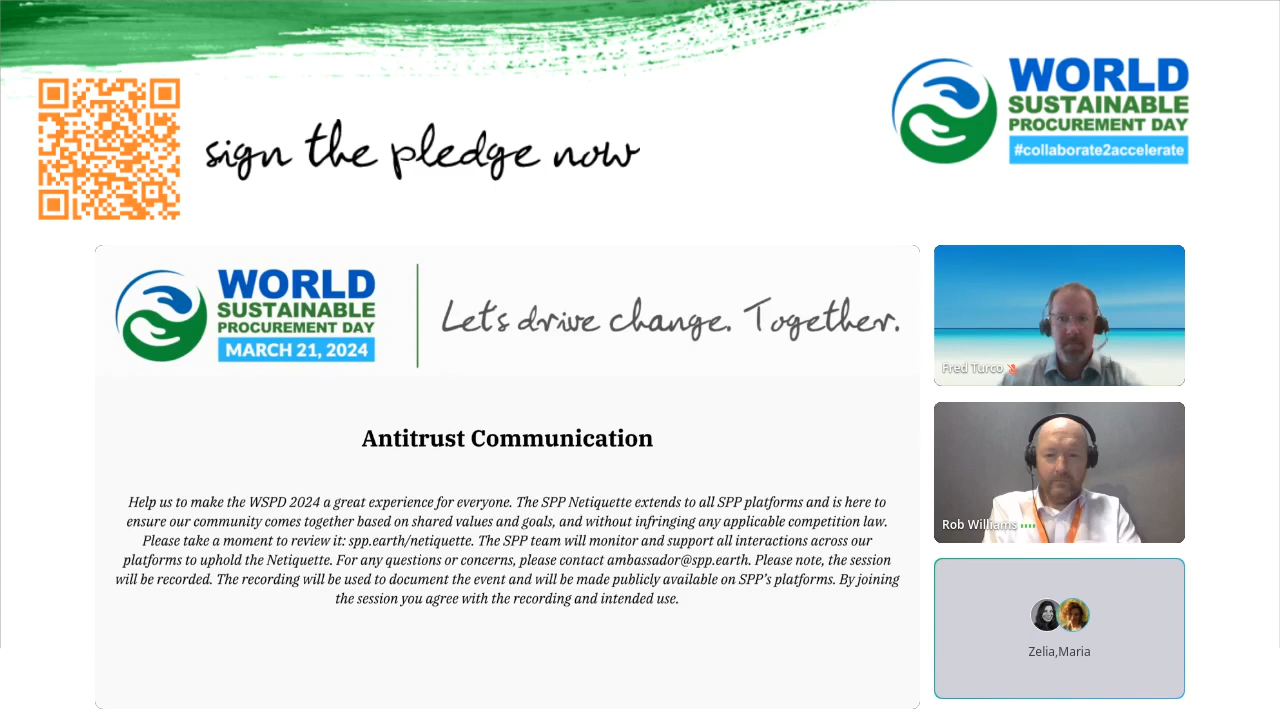 sign the pledge now
WORLD
SUSTAINABLE
PROCUREMENT DAY
#collaborate2accelerate
WORLD
SUSTAINABLE
PROCUREMENT DAY
MARCH 21, 2024
Let's drive change. Together.
Antitrust Communication
Help us to make the WSPD 2024 a great experience for everyone. The SPP Netiquette extends to all SPP platforms and is here to
ensure our community comes together based on shared values and goals, and without infringing any applicable competition law.
Please take a moment to review it: spp.earth/netiquette. The SPP team will monitor and support all interactions across our
platforms to uphold the Netiquette. For any questions or concerns, please contact ambassador@spp.earth. Please note, the session
will be recorded. The recording will be used to document the event and will be made publicly available on SPP's platforms. By joining
the session you agree with the recording and intended use.
Fred Turco
Rob Williams
Zelia,Maria